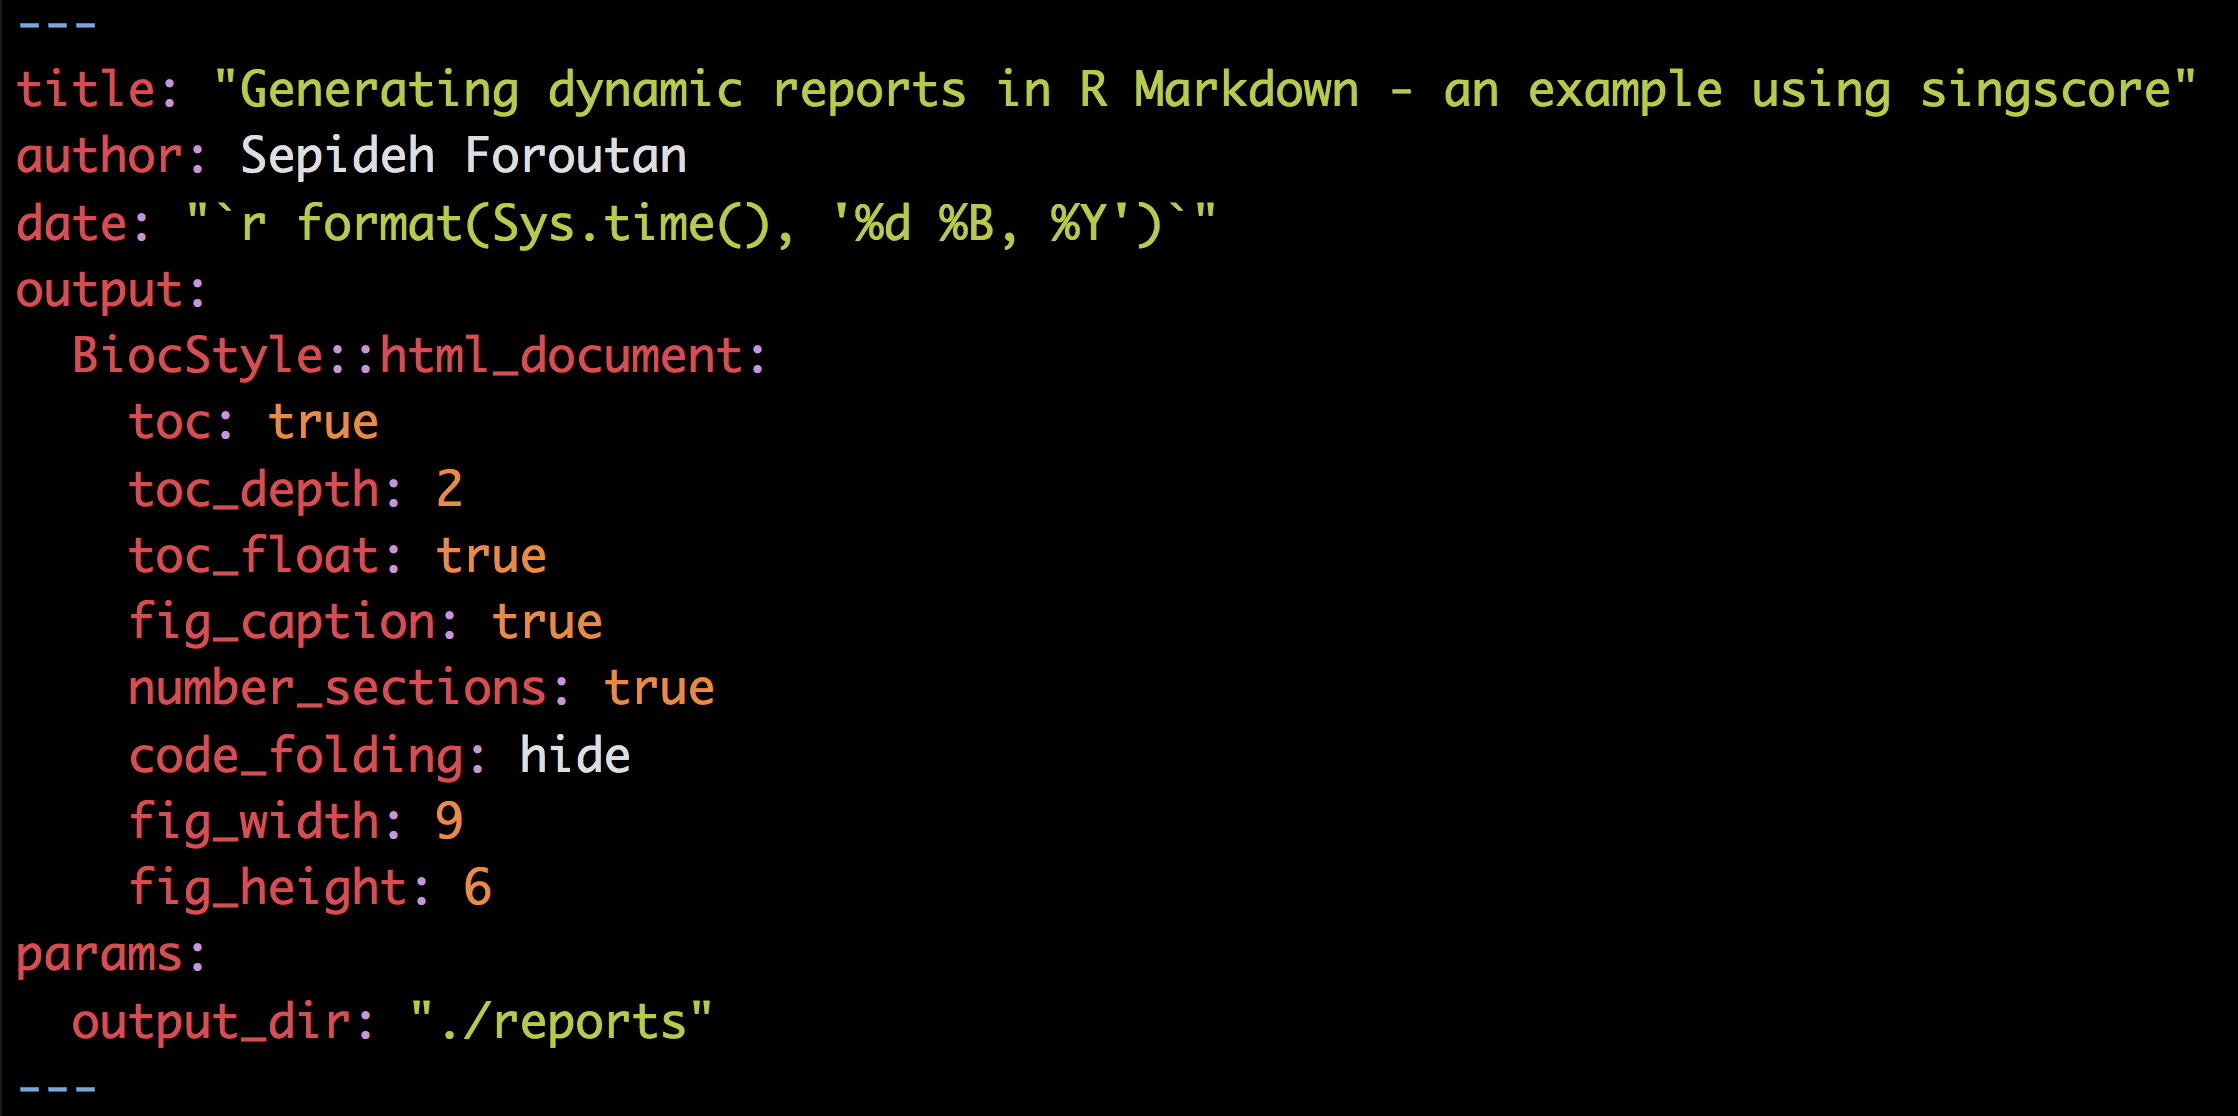 ---
title: "Generating dynamic reports in R Markdown - an example using singscore"
author: Sepideh Foroutan
date: "`r format(Sys.time(), '%d %B, %Y')`"
output:
  BiocStyle::html_document:
    toc: true
    toc_depth: 2
    toc_float: true
    fig_caption: true
    number_sections: true
    code_folding: hide
    fig_width: 9
    fig_height: 6
params:
  output_dir: "./reports"
---